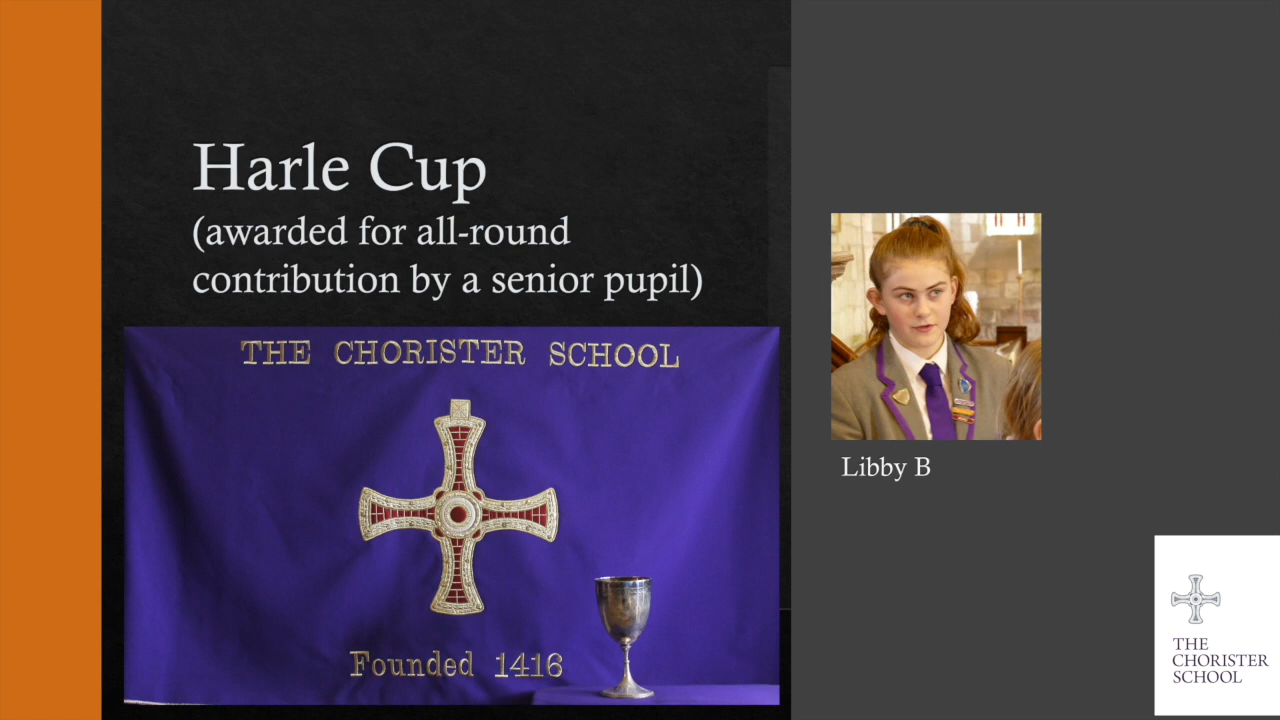 Harle Cup
(awarded for all-round
contribution by a senior pupil)
THE CHORISTER SCHOOL
Founded 1416
Libby B
THE
CHORISTER
SCHOOL